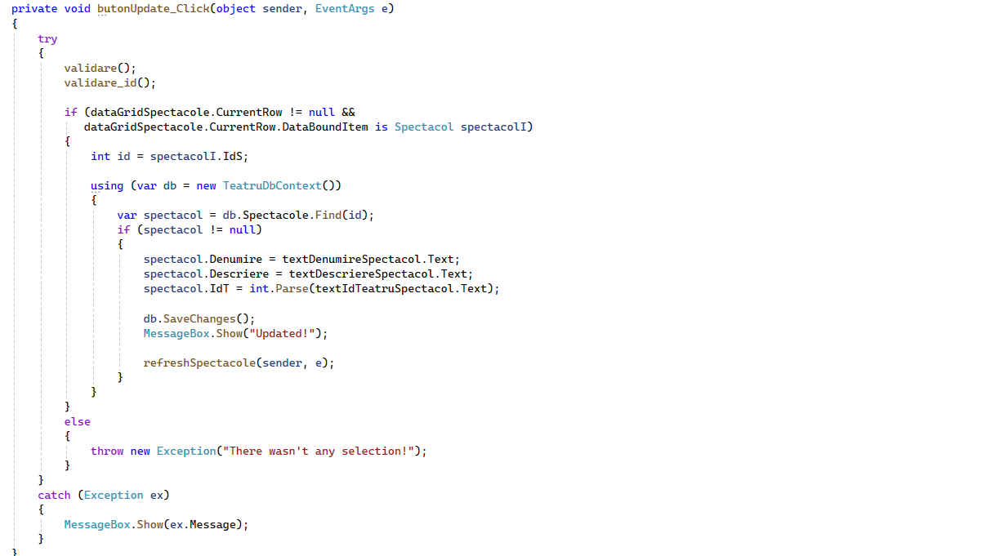 private void butonUpdate_Click(object sender, EventArgs e)
{
    try
    {
        validare();
        validare_id();

        if (dataGridSpectacole.CurrentRow != null &&
           dataGridSpectacole.CurrentRow.DataBoundItem is Spectacol spectacolI)
        {
            int id = spectacolI.IdS;

            using (var db = new TeatruDbContext())
            {
                var spectacol = db.Spectacole.Find(id);
                if (spectacol != null)
                {
                    spectacol.Denumire = textDenumireSpectacol.Text;
                    spectacol.Descriere = textDescriereSpectacol.Text;
                    spectacol.IdT = int.Parse(textIdTeatruSpectacol.Text);

                    db.SaveChanges();
                    MessageBox.Show("Updated!");

                    refreshSpectacole(sender, e);
                }
            }
        }
        else
        {
            throw new Exception("There wasn't any selection!");
        }
    }
    catch (Exception ex)
    {
        MessageBox.Show(ex.Message);
    }
}